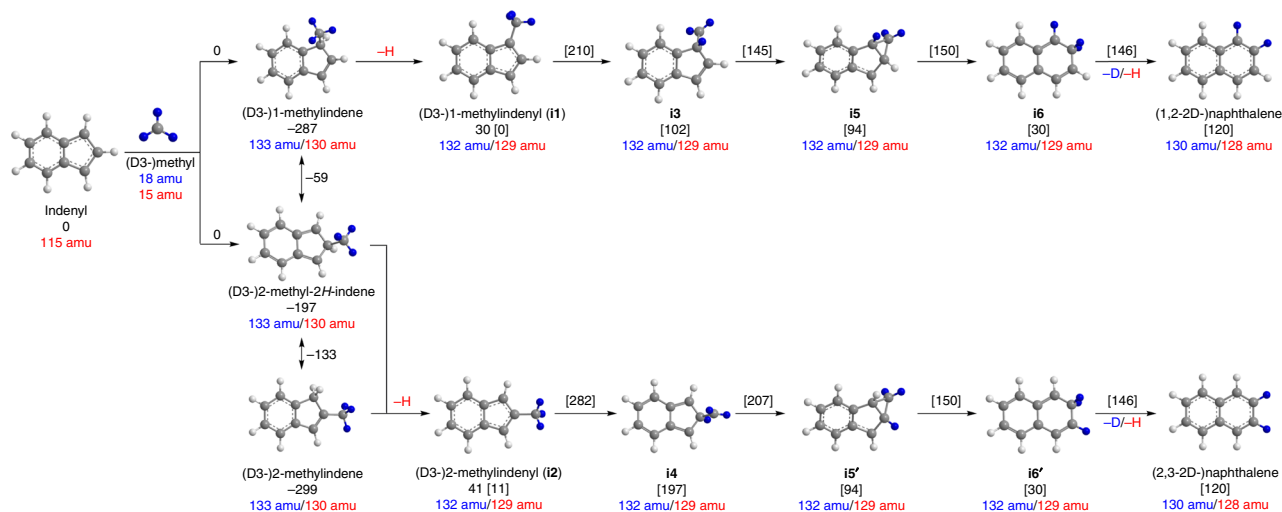 0
–H
[210]
[145]
[150]
[146]
–D/–H
(D3-)1-methylindene
–287
133 amu/130 amu
(D3-)1-methylindenyl (i1)
30 [0]
132 amu/129 amu
i3
[102]
132 amu/129 amu
i5
[94]
132 amu/129 amu
i6
[30]
132 amu/129 amu
(1,2-2D-)naphthalene
[120]
130 amu/128 amu
Indenyl
0
115 amu
(D3-)methyl
18 amu
15 amu
–59
0
(D3-)2-methyl-2H-indene
–197
133 amu/130 amu
–133
–H
[282]
[207]
[150]
[146]
–D/–H
(D3-)2-methylindene
–299
133 amu/130 amu
(D3-)2-methylindenyl (i2)
41 [11]
132 amu/129 amu
i4
[197]
132 amu/129 amu
i5′
[94]
132 amu/129 amu
i6′
[30]
132 amu/129 amu
(2,3-2D-)naphthalene
[120]
130 amu/128 amu